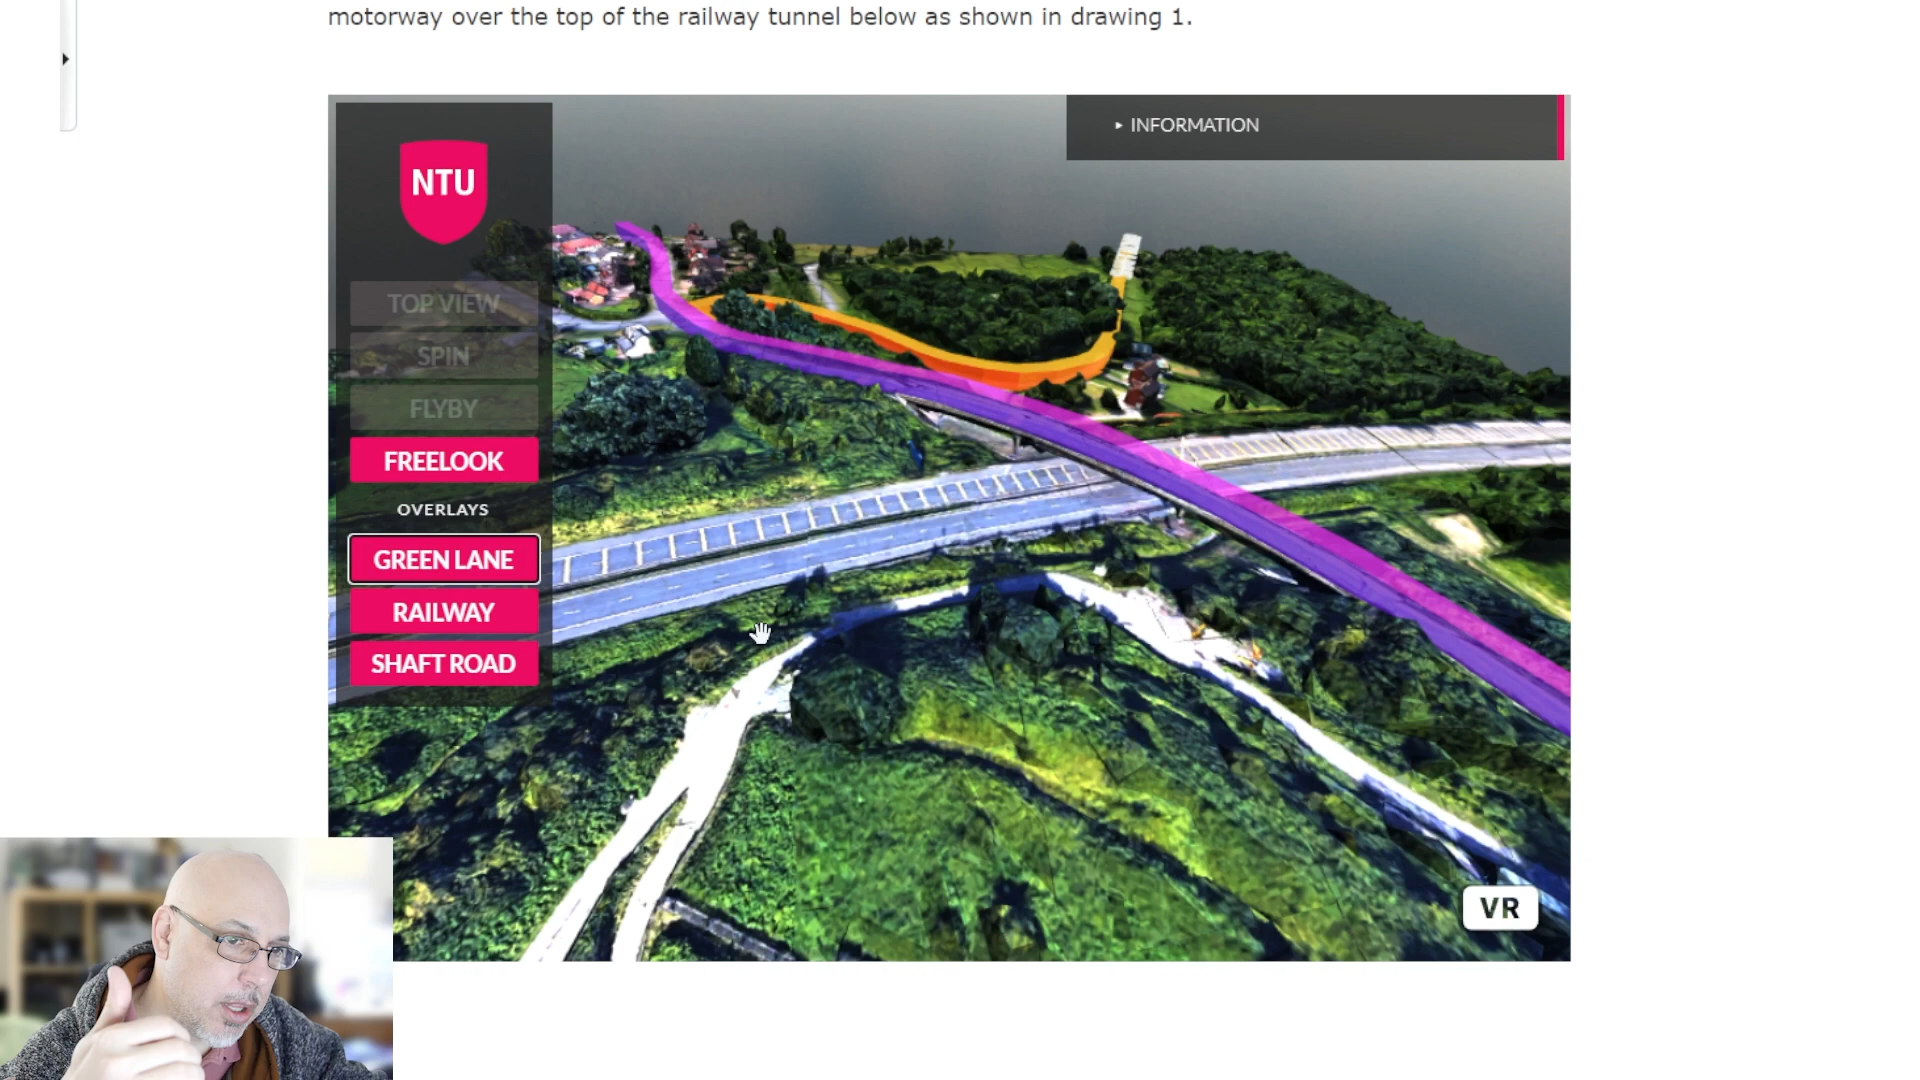 motorway over the top of the railway tunnel below as shown in drawing 1.
INFORMATION
NTU
TOP VIEW
SPIN
FLYBY
FREELOOK
OVERLAYS
GREEN LANE
RAILWAY
SHAFT ROAD
VR